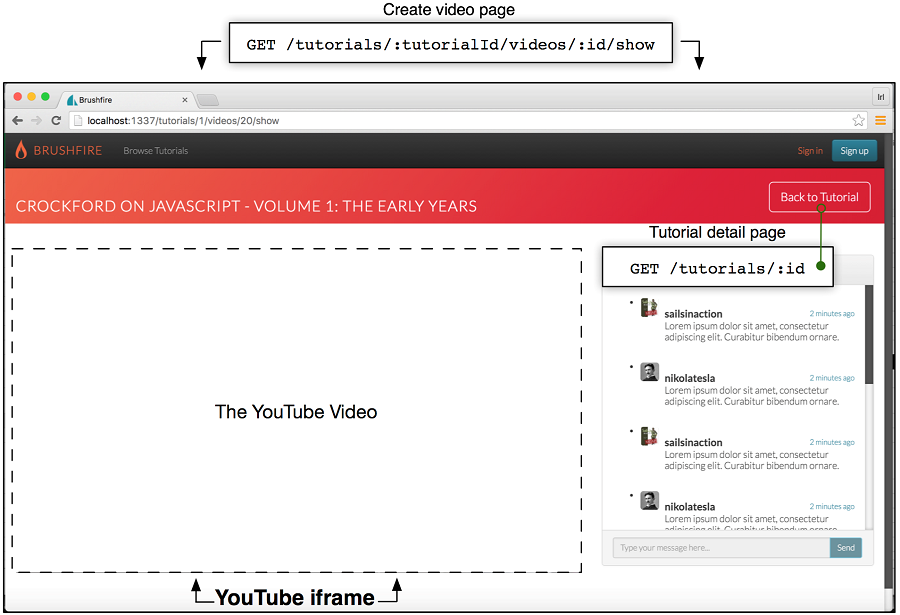 Create video page
GET /tutorials/:tutorialId/videos/:id/show
Brushfire
Irl
localhost:1337/tutorials/1/videos/20/show
BRUSHFIRE
Browse Tutorials
Sign in
Sign up
CROCKFORD ON JAVASCRIPT - VOLUME 1: THE EARLY YEARS
Back to Tutorial
Tutorial detail page
GET /tutorials/:id
sailsinaction
2 minutes ago
Lorem ipsum dolor sit amet, consectetur
adipiscing elit. Curabitur bibendum ornare.
nikolatesla
2 minutes ago
Lorem ipsum dolor sit amet, consectetur
adipiscing elit. Curabitur bibendum ornare.
The YouTube Video
sailsinaction
2 minutes ago
Lorem ipsum dolor sit amet, consectetur
adipiscing elit. Curabitur bibendum ornare.
nikolatesla
2 minutes ago
Lorem ipsum dolor sit amet, consectetur
adipiscing elit. Curabitur bibendum ornare.
Type your message here...
Send
YouTube iframe